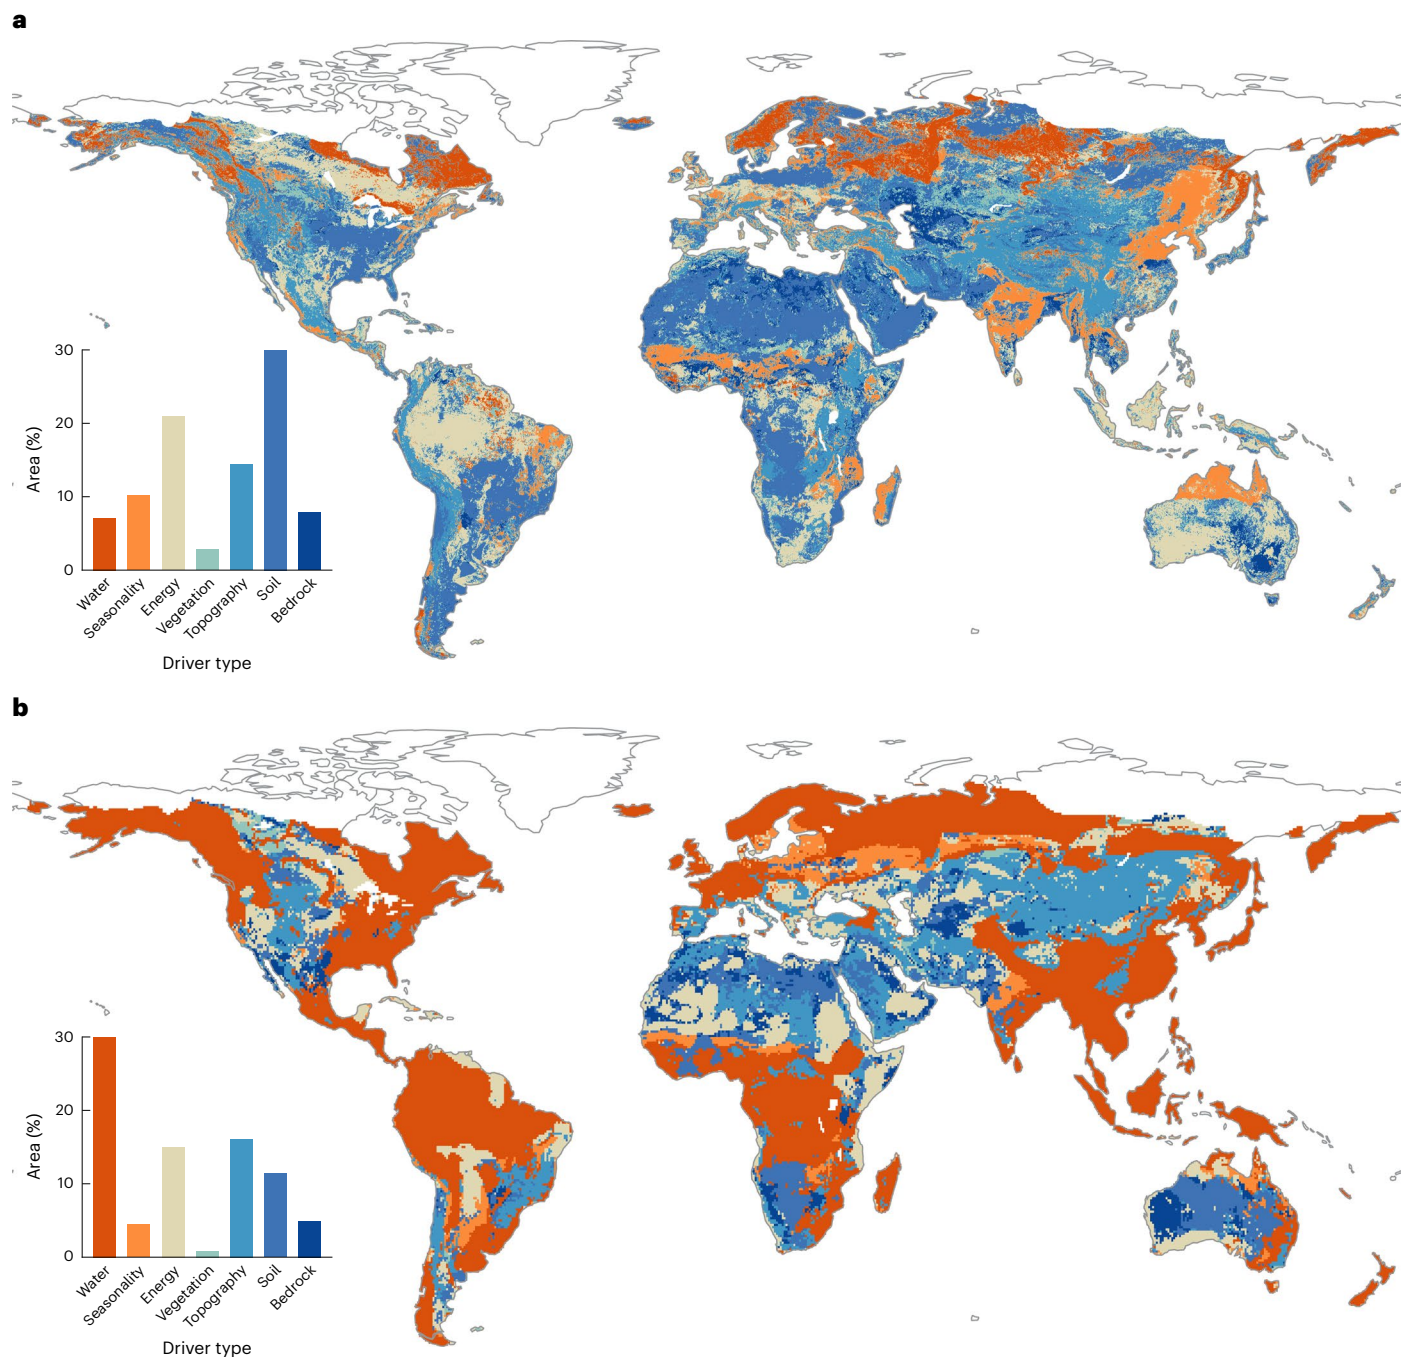 a
30
20
10
0
Area (%)
Water
Seasonality
Energy
Vegetation
Topography
Soil
Bedrock
Driver type
b
30
20
10
0
Area (%)
Water
Seasonality
Energy
Vegetation
Topography
Soil
Bedrock
Driver type